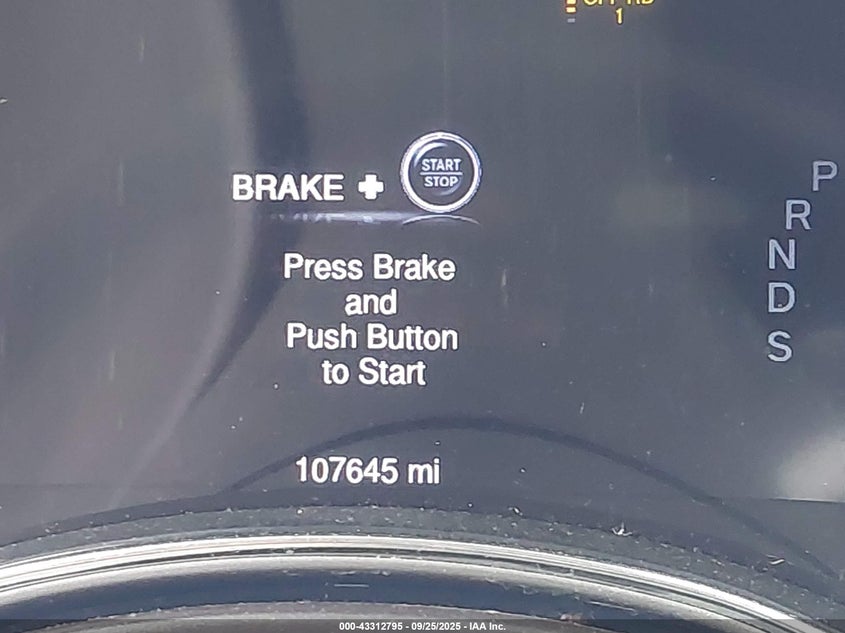 1
BRAKE +
START
STOP
Press Brake
and
Push Button
to Start
107645 mi
P
R
N
D
S
000-43312795 - 09/25/2025 - IAA Inc.